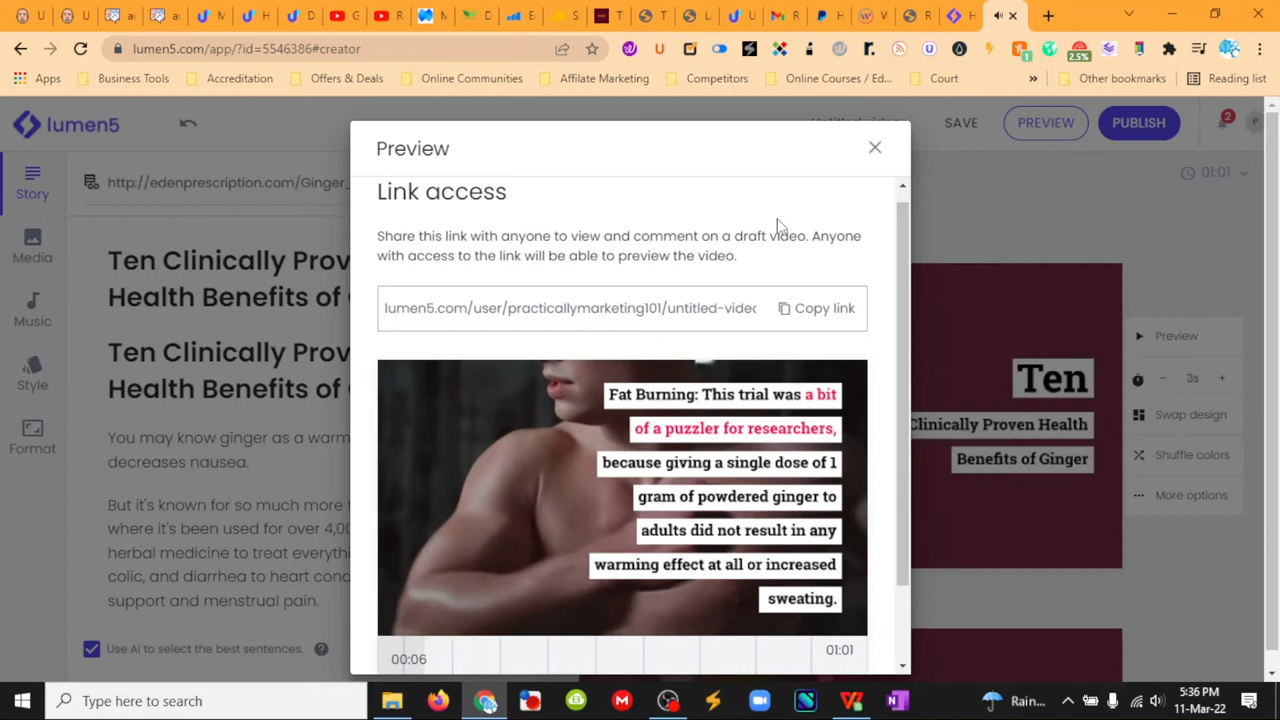 lumen5.com/app/?id=5546386#creator
2.5%
1
Apps
Business Tools
Accreditation
Offers & Deals
Online Communities
Affilate Marketing
Competitors
Online Courses / Ed...
Court
Other bookmarks
Reading list
lumen5
SAVE
PREVIEW
PUBLISH
2
P
Story
Media
Music
Style
Format
http://edenprescription.com/Ginger_
01:01
Ten Clinically Prov
Health Benefits of
Ten Clinically Prov
Health Benefits of
You may know ginger as a warm
decreases nausea.
But it's known for so much more
where it's been used for over 4,00
herbal medicine to treat everythi
colic, and diarrhea to heart cond
support and menstrual pain.
Use AI to select the best sentences.
Preview
Link access
Share this link with anyone to view and comment on a draft video. Anyone
with access to the link will be able to preview the video.
lumen5.com/user/practicallymarketing101/untitled-video
Copy link
Fat Burning: This trial was a bit
of a puzzler for researchers,
because giving a single dose of 1
gram of powdered ginger to
adults did not result in any
warming effect at all or increased
sweating.
00:06
01:01
Ten
Clinically Proven Health
Benefits of Ginger
Preview
3s
Swap design
Shuffle colors
More options
Type here to search
Rain...
5:36 PM
11-Mar-22